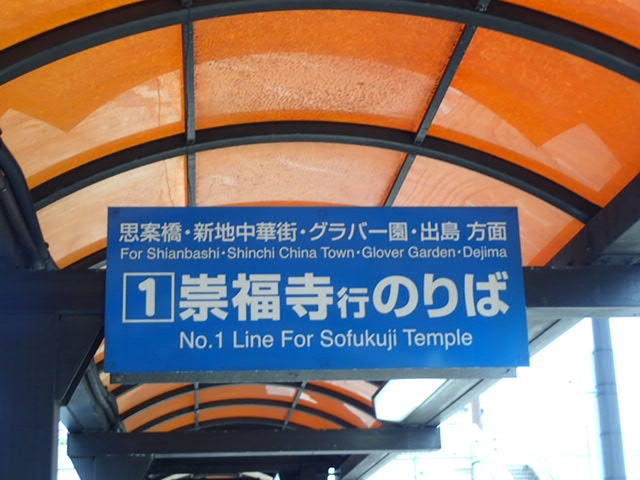 思案橋・新地中華街・グラバー園・出島 方面
For Shianbashi・Shinchi China Town・Glover Garden・Dejima
1 崇福寺行のりば
No.1 Line For Sofukuji Temple